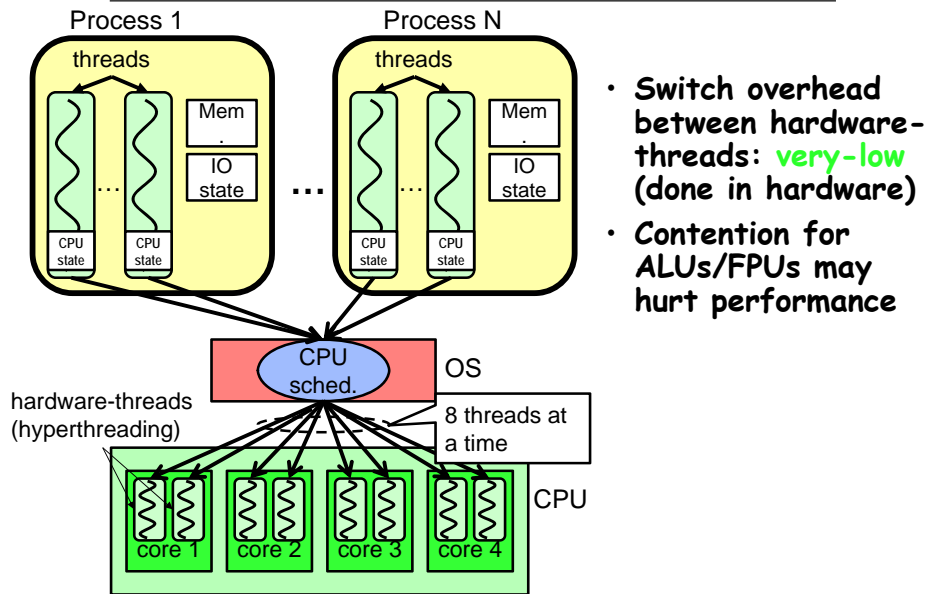 Process 1
Process N
threads
threads
Mem
.
IO
state
...
CPU
state
CPU
state
...
Mem
.
IO
state
...
CPU
state
CPU
state
• Switch overhead
between hardware-
threads: very-low
(done in hardware)
• Contention for
ALUs/FPUs may
hurt performance
CPU
sched.
OS
hardware-threads
(hyperthreading)
8 threads at
a time
CPU
core 1
core 2
core 3
core 4